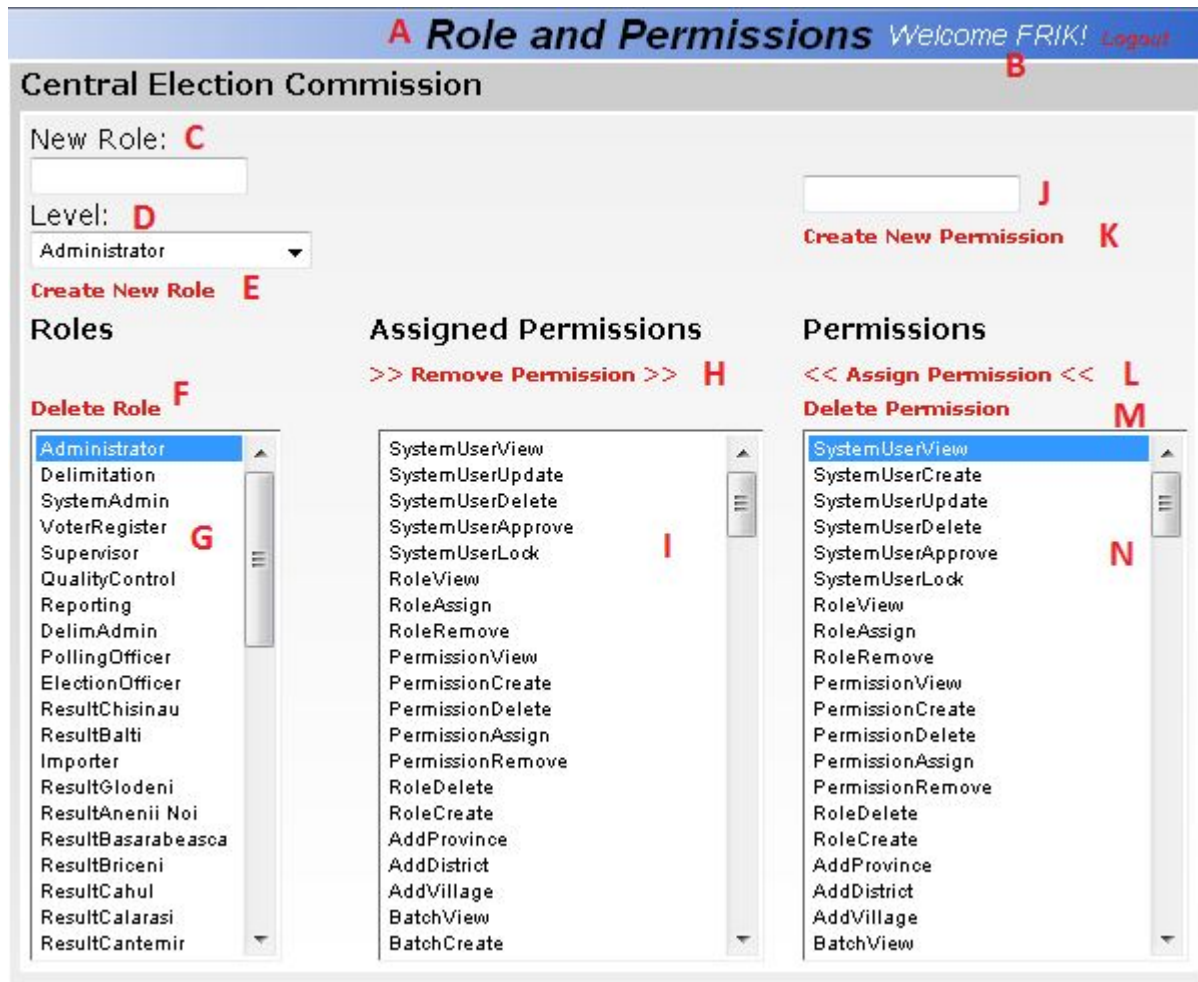 A Role and Permissions Welcome FRIK! Logout
B
Central Election Commission
New Role: C
J
Level: D
Administrator
Create New Permission K
Create New Role E
Roles
Assigned Permissions
Permissions
>> Remove Permission >> H
<< Assign Permission << L
Delete Role F
Delete Permission M
Administrator
Delimitation
SystemAdmin
VoterRegister
G
Supervisor
QualityControl
Reporting
DelimAdmin
PollingOfficer
ElectionOfficer
ResultChisinau
ResultBalti
Importer
ResultGlodeni
ResultAnenii Noi
ResultBasarabeasca
ResultBriceni
ResultCahul
ResultCalarasi
ResultCantemir
SystemUserView
SystemUserUpdate
SystemUserDelete
SystemUserApprove
I
SystemUserLock
RoleView
RoleAssign
RoleRemove
PermissionView
PermissionCreate
PermissionDelete
PermissionAssign
PermissionRemove
RoleDelete
RoleCreate
AddProvince
AddDistrict
AddVillage
BatchView
BatchCreate
SystemUserView
SystemUserCreate
SystemUserUpdate
SystemUserDelete
SystemUserApprove N
SystemUserLock
RoleView
RoleAssign
RoleRemove
PermissionView
PermissionCreate
PermissionDelete
PermissionAssign
PermissionRemove
RoleDelete
RoleCreate
AddProvince
AddDistrict
AddVillage
BatchView